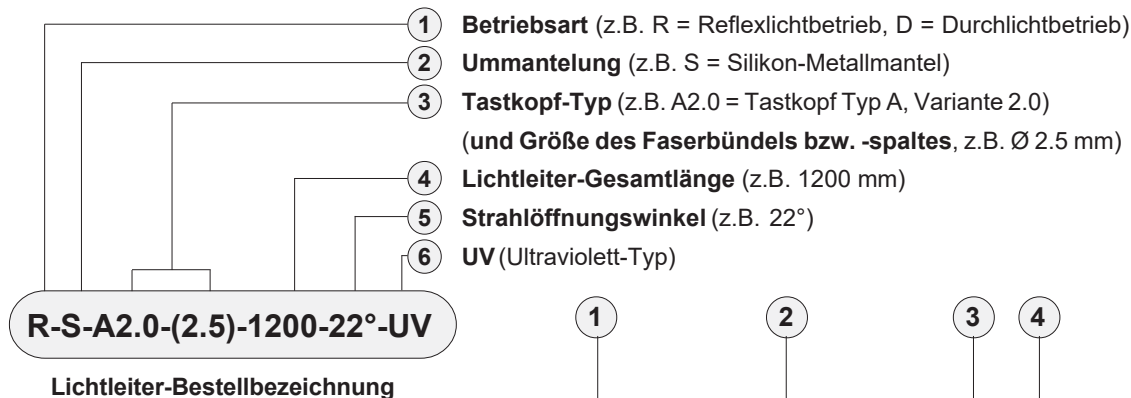 1 Betriebsart (z.B. R = Reflexlichtbetrieb, D = Durchlichtbetrieb)
2 Ummantelung (z.B. S = Silikon-Metallmantel)
3 Tastkopf-Typ (z.B. A2.0 = Tastkopf Typ A, Variante 2.0)
(und Größe des Faserbündels bzw. -spaltes, z.B. Ø 2.5 mm)
4 Lichtleiter-Gesamtlänge (z.B. 1200 mm)
5 Strahlöffnungswinkel (z.B. 22°)
6 UV (Ultraviolett-Typ)
R-S-A2.0-(2.5)-1200-22°-UV
Lichtleiter-Bestellbezeichnung
1 2 3 4